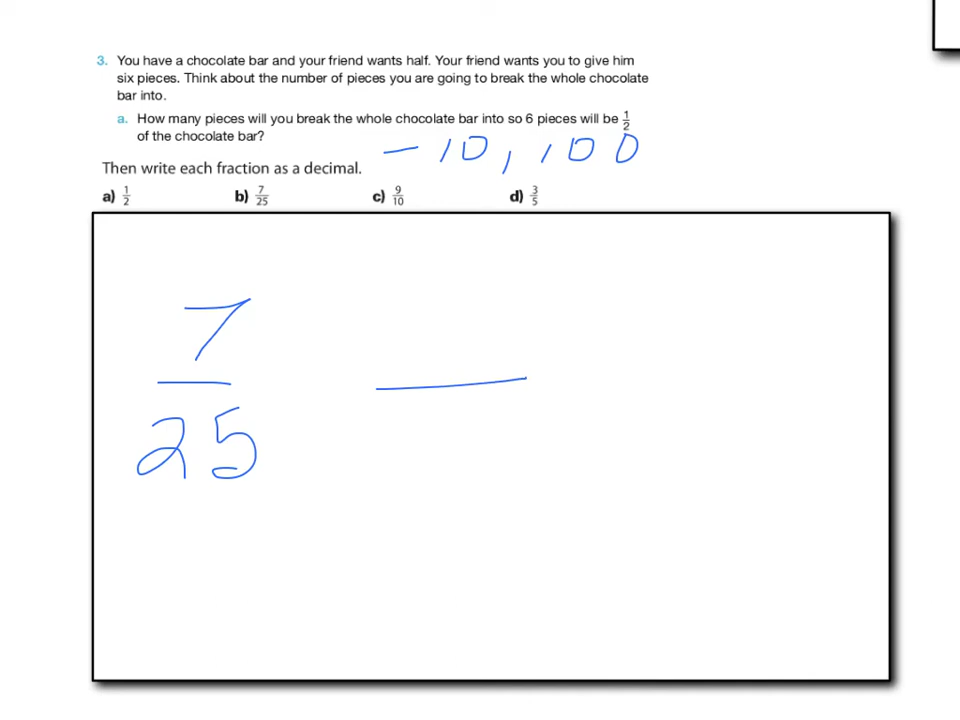 3. You have a chocolate bar and your friend wants half. Your friend wants you to give him
six pieces. Think about the number of pieces you are going to break the whole chocolate
bar into.
a. How many pieces will you break the whole chocolate bar into so 6 pieces will be 1/2
of the chocolate bar?
– 10, 100
Then write each fraction as a decimal.
a) 1/2 b) 7/25 c) 9/10 d) 3/5
7
25